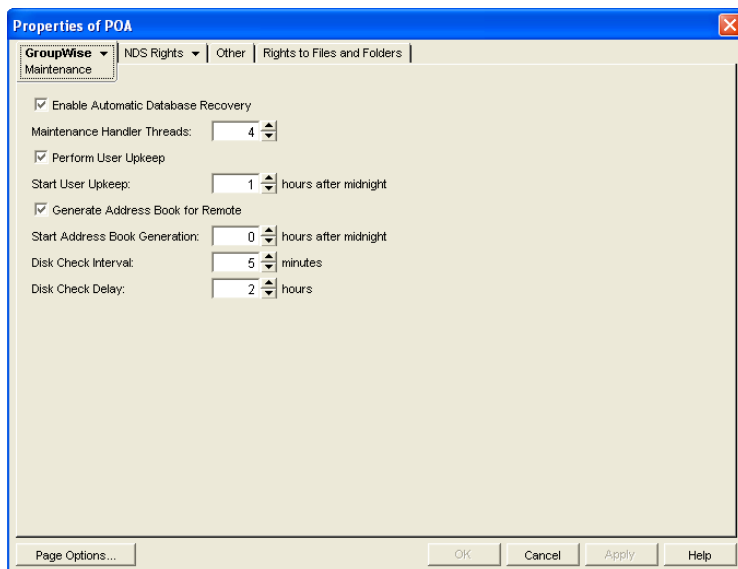 Properties of POA
GroupWise NDS Rights Other Rights to Files and Folders
Maintenance
Enable Automatic Database Recovery
Maintenance Handler Threads: 4
Perform User Upkeep
Start User Upkeep: 1 hours after midnight
Generate Address Book for Remote
Start Address Book Generation: 0 hours after midnight
Disk Check Interval: 5 minutes
Disk Check Delay: 2 hours
Page Options... OK Cancel Apply Help